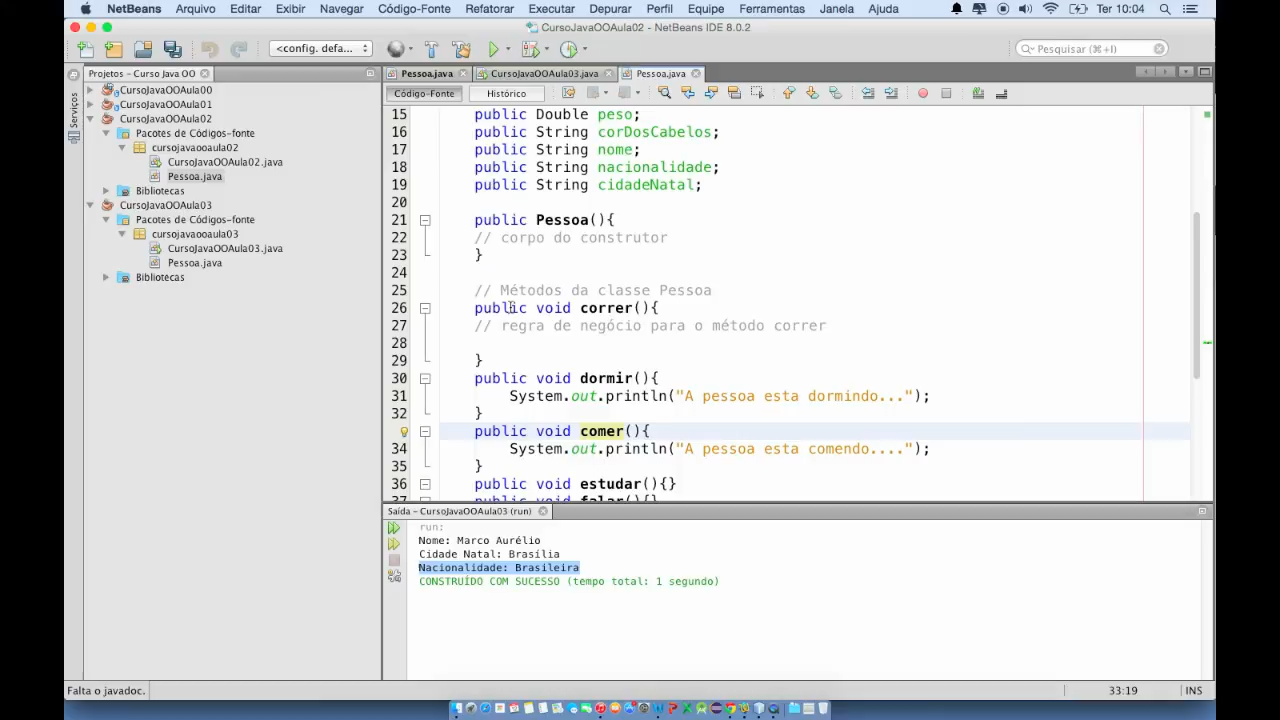 NetBeans Arquivo Editar Exibir Navegar Código-Fonte Refatorar Executar Depurar Perfil Equipe Ferramentas Janela Ajuda Ter 10:04
CursoJavaOOAula02 - NetBeans IDE 8.0.2
<config. defa... Pesquisar (⌘+I)
Projetos - Curso Java OO
Pessoa.java CursoJavaOOAula03.java Pessoa.java
Código-Fonte Histórico
Serviços
CursoJavaOOAula00
CursoJavaOOAula01
CursoJavaOOAula02
Pacotes de Códigos-fonte
cursojavaooaula02
CursoJavaOOAula02.java
Pessoa.java
Bibliotecas
CursoJavaOOAula03
Pacotes de Códigos-fonte
cursojavaooaula03
CursoJavaOOAula03.java
Pessoa.java
Bibliotecas
15 public Double peso;
16 public String corDosCabelos;
17 public String nome;
18 public String nacionalidade;
19 public String cidadeNatal;
20
21 public Pessoa(){
22 // corpo do construtor
23 }
24
25 // Métodos da classe Pessoa
26 public void correr(){
27 // regra de negócio para o método correr
28
29 }
30 public void dormir(){
31 System.out.println("A pessoa esta dormindo...");
32 }
public void comer(){
34 System.out.println("A pessoa esta comendo....");
35 }
36 public void estudar(){}
37 public void falar(){}
Saída - CursoJavaOOAula03 (run)
run:
Nome: Marco Aurélio
Cidade Natal: Brasília
Nacionalidade: Brasileira
CONSTRUÍDO COM SUCESSO (tempo total: 1 segundo)
Falta o javadoc. 33:19 INS